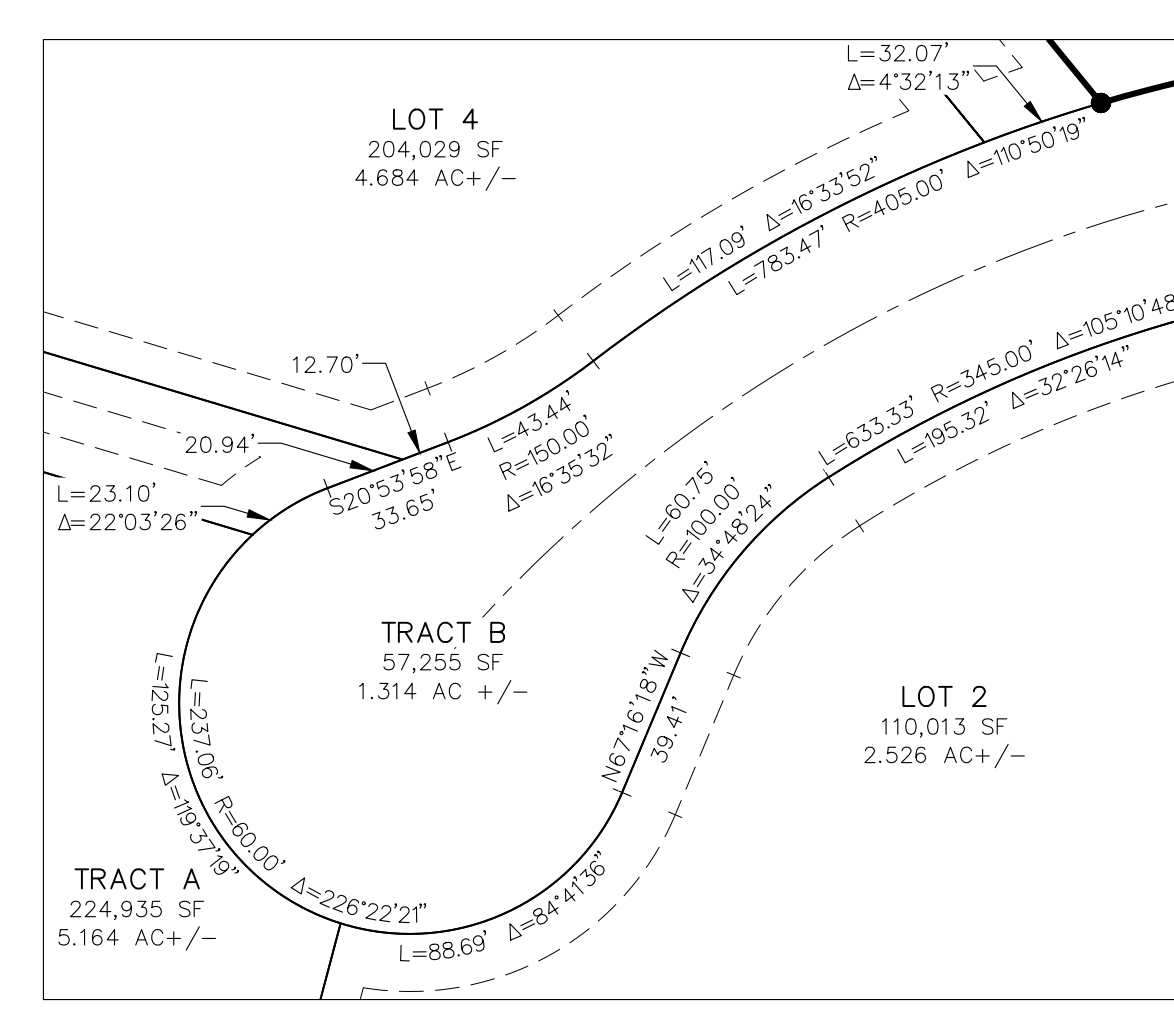 L=32.07'
Δ=4°32'13"
LOT 4
204,029 SF
4.684 AC+/-
L=117.09' Δ=16°33'52"
L=783.47' R=405.00' Δ=110°50'19"
12.70'
20.94'
L=43.44'
R=150.00'
Δ=16°35'32"
S20°53'58"E
33.65'
L=23.10'
Δ=22°03'26"
L=633.33' R=345.00' Δ=105°10'48
L=195.32' Δ=32°26'14"
L=60.75'
R=100.00'
Δ=34°48'24"
TRACT B
57,255 SF
1.314 AC +/-
N67°16'18"W
39.41'
LOT 2
110,013 SF
2.526 AC+/-
L=125.27' Δ=119°37'19"
L=237.06' R=60.00' Δ=226°22'21"
L=88.69' Δ=84°41'36"
TRACT A
224,935 SF
5.164 AC+/-